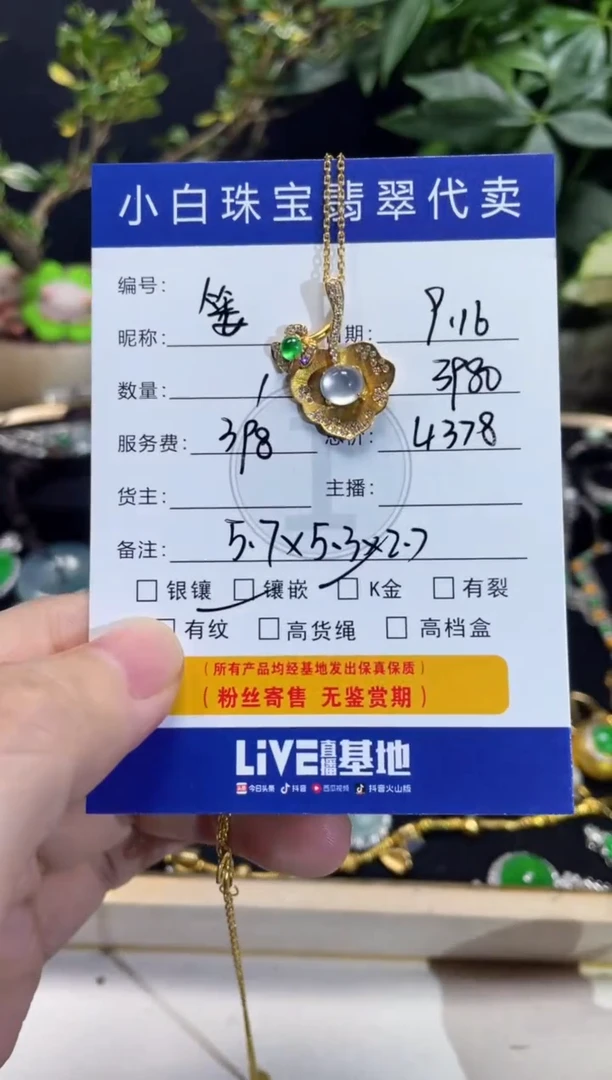 小白珠宝翡翠代卖
编号:
昵称: 期: 9.16
数量: 1 3980
服务费: 398 总价: 4378
货主: 主播:
备注: 5.7×5.3×2.7
□ 银镶 □ 镶嵌 □ K金 □ 有裂
有纹 □ 高货绳 □ 高档盒
(所有产品均经基地发出保真保质)
(粉丝寄售 无鉴赏期)
LiVE直播基地
头条 今日头条 抖音 西瓜视频 抖音火山版